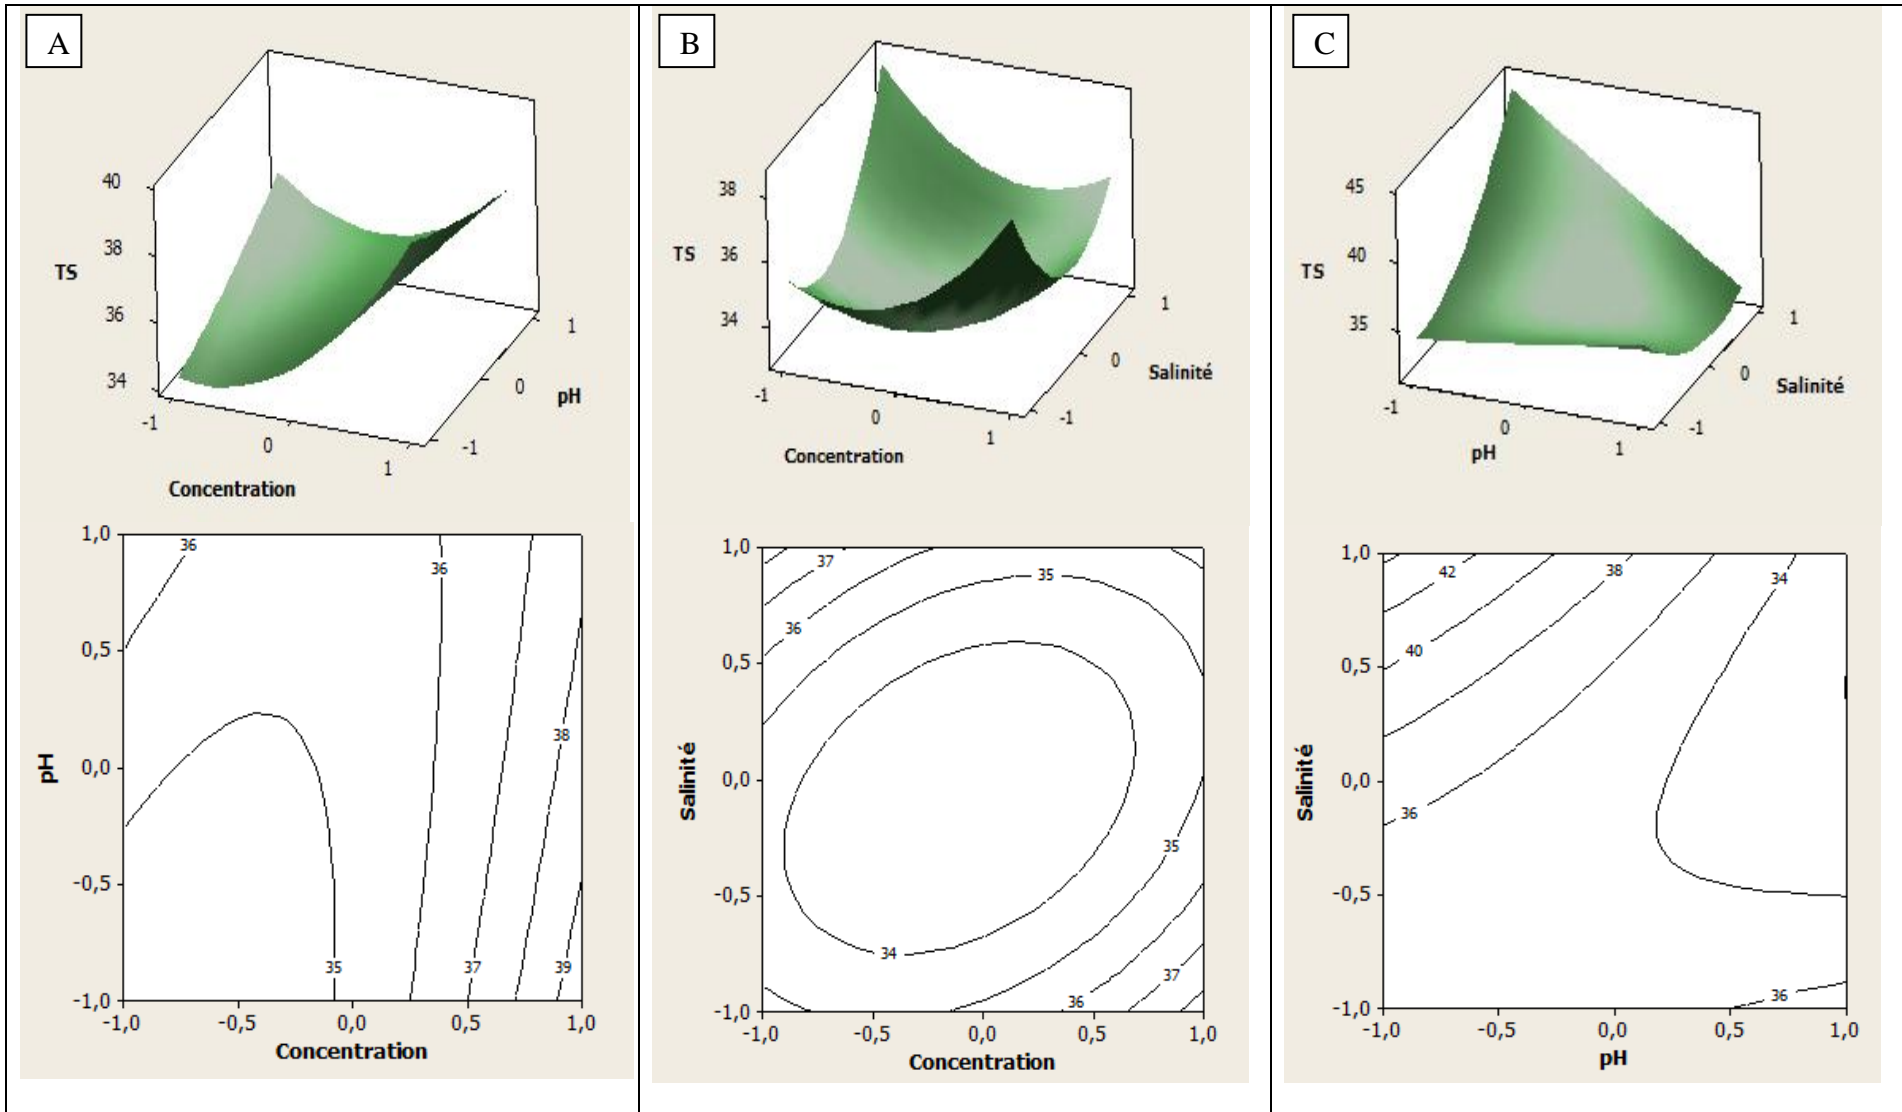 A
40
38
36
34
TS
-1
0
1
Concentration
1
0
-1
pH
1,0
0,5
0,0
-0,5
-1,0
pH
36
36
38
35
37
39
-1,0 -0,5 0,0 0,5 1,0
Concentration
B
38
36
34
TS
-1
0
1
Concentration
1
0
-1
Salinité
1,0
0,5
0,0
-0,5
-1,0
Salinité
37
35
36
35
34
37
36
-1,0 -0,5 0,0 0,5 1,0
Concentration
C
45
40
35
TS
-1
0
1
pH
1
0
-1
Salinité
1,0
0,5
0,0
-0,5
-1,0
Salinité
42
38
34
40
36
36
-1,0 -0,5 0,0 0,5 1,0
pH